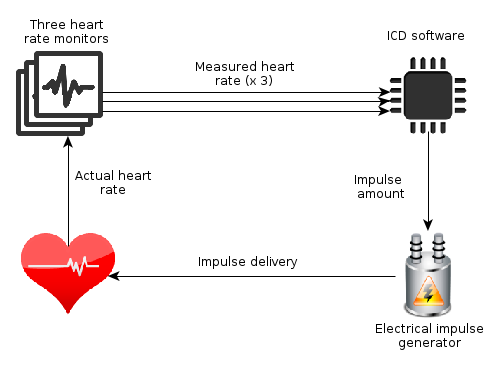 Three heart
rate monitors
ICD software
Measured heart
rate (x 3)
Actual heart
rate
Impulse
amount
Impulse delivery
Electrical impulse
generator